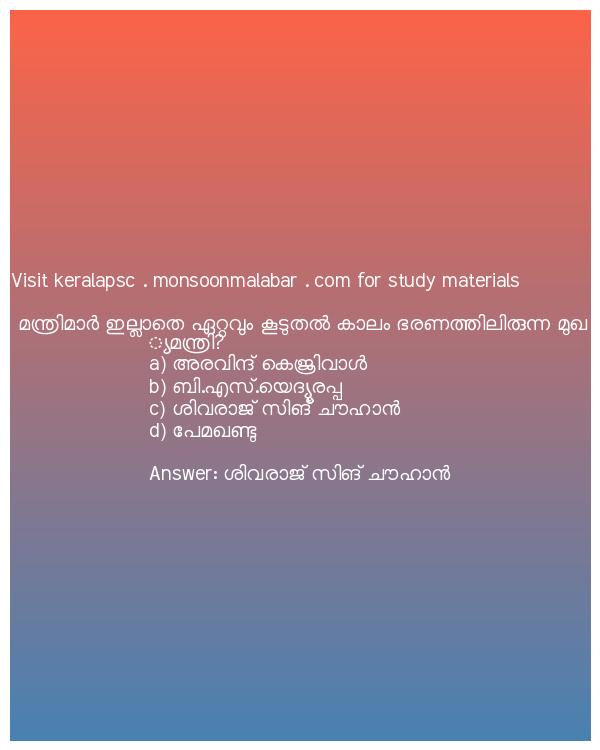 Visit keralapsc . monsoonmalabar . com for study materials
മന്ത്രിമാർ ഇല്ലാതെ ഏറ്റവും കൂടുതൽ കാലം ഭരണത്തിലിരുന്ന മുഖ
്യമന്ത്രി?
a) അരവിന്ദ് കെജ്രിവാൾ
b) ബി.എസ്.യെദ്യൂരപ്പ
c) ശിവരാജ് സിങ് ചൗഹാൻ
d) പേമഖണ്ടു
Answer: ശിവരാജ് സിങ് ചൗഹാൻ